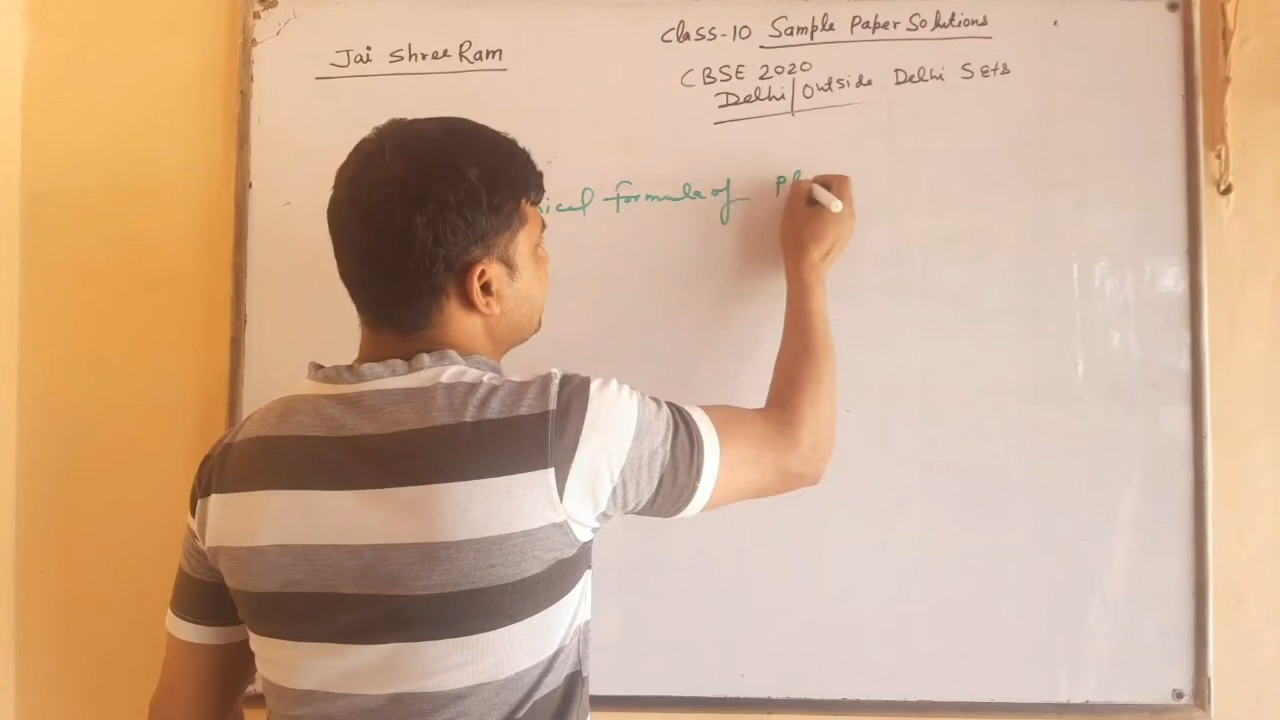 Jai Shree Ram
Class-10 Sample Paper Solutions
CBSE 2020
Delhi/Outside Delhi Sets
formula of